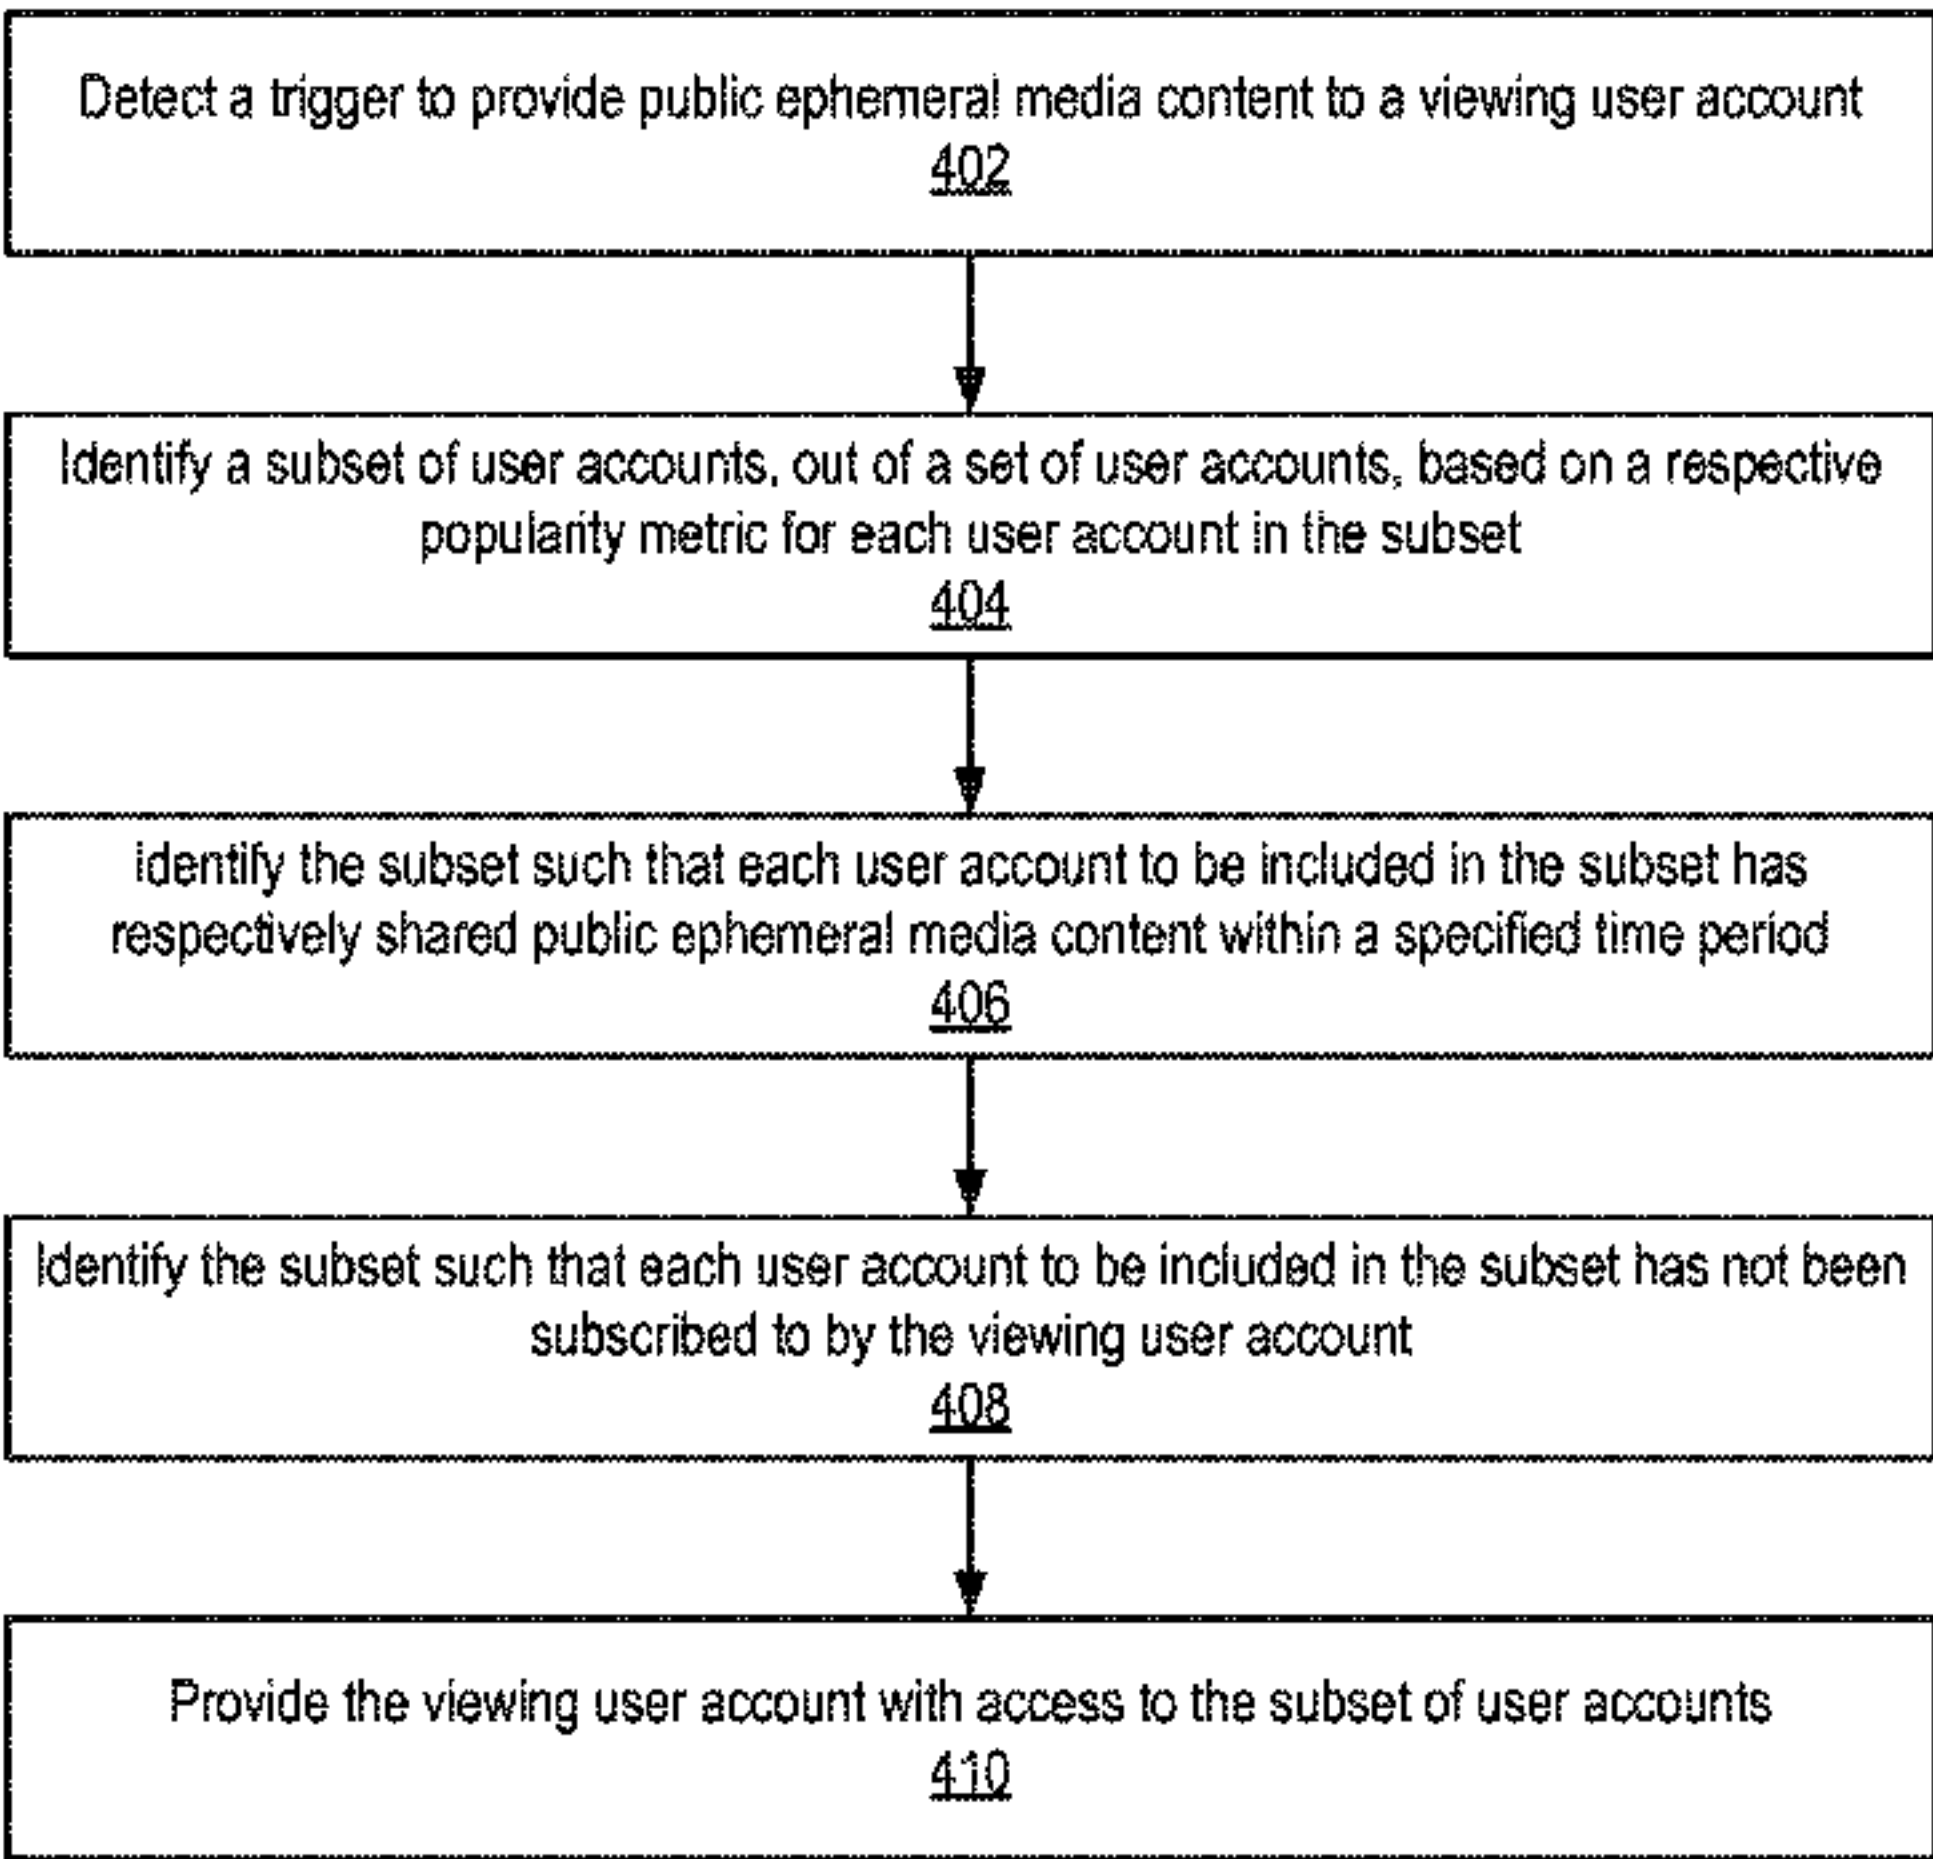 Detect a trigger to provide public ephemeral media content to a viewing user account
402
Identify a subset of user accounts, out of a set of user accounts, based on a respective
popularity metric for each user account in the subset
404
identify the subset such that each user account to be included in the subset has
respectively shared public ephemeral media content within a specified time period
406
Identify the subset such that each user account to be included in the subset has not been
subscribed to by the viewing user account
408
Provide the viewing user account with access to the subset of user accounts
410